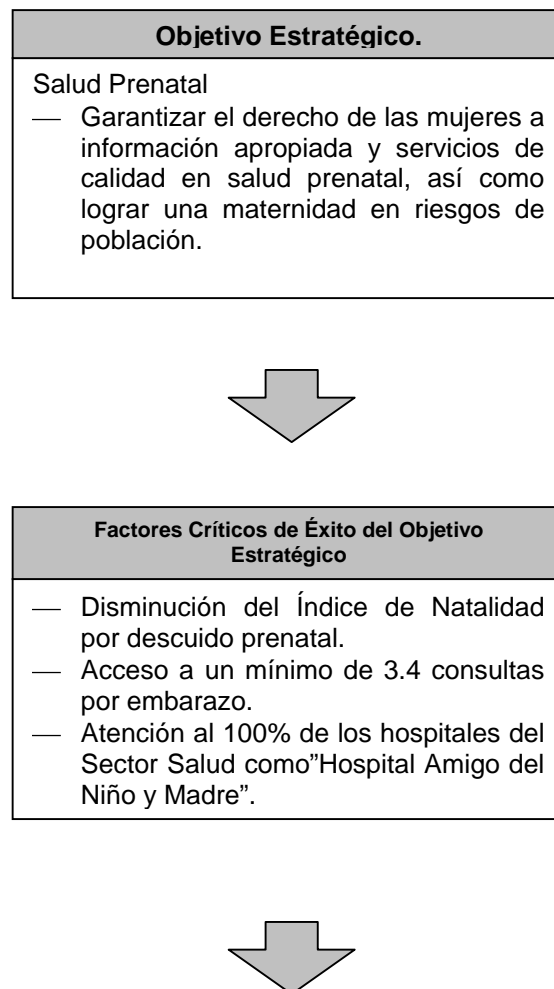 Objetivo Estratégico.
Salud Prenatal
— Garantizar el derecho de las mujeres a
información apropiada y servicios de
calidad en salud prenatal, así como
lograr una maternidad en riesgos de
población.
Factores Críticos de Éxito del Objetivo
Estratégico
— Disminución del Índice de Natalidad
por descuido prenatal.
— Acceso a un mínimo de 3.4 consultas
por embarazo.
— Atención al 100% de los hospitales del
Sector Salud como”Hospital Amigo del
Niño y Madre”.